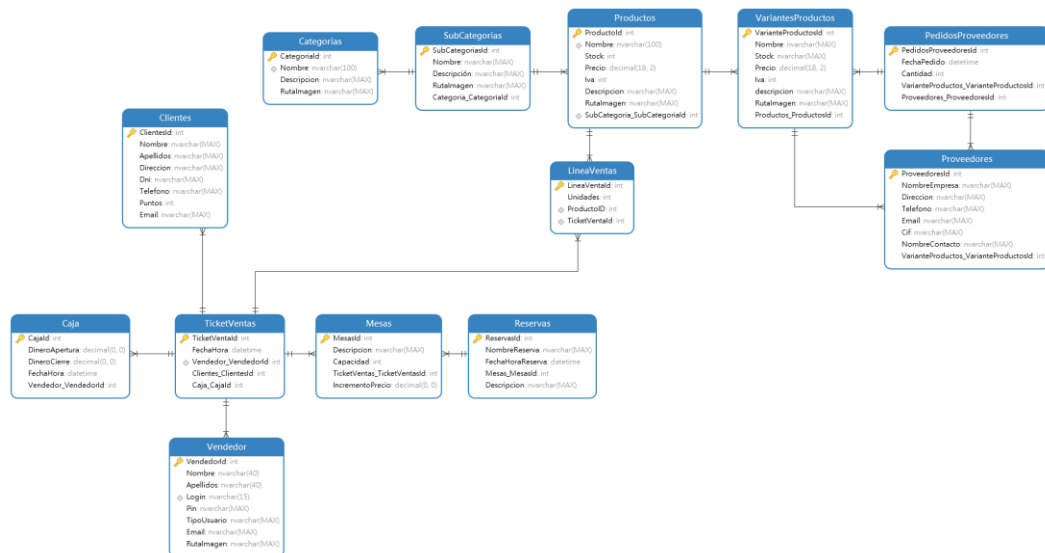 Categorias
CategoriaId: int
Nombre: nvarchar(100)
Descripcion: nvarchar(MAX)
RutaImagen: nvarchar(MAX)
SubCategorias
SubCategoriasId: int
Nombre: nvarchar(MAX)
Descripción: nvarchar(MAX)
RutaImagen: nvarchar(MAX)
Categoria_CategoriaId: int
Productos
ProductoId: int
Nombre: nvarchar(100)
Stock: int
Precio: decimal(18, 2)
Iva: int
Descripcion: nvarchar(MAX)
RutaImagen: nvarchar(MAX)
SubCategoria_SubCategoriaId: int
VariantesProductos
VarianteProductosId: int
Nombre: nvarchar(MAX)
Stock: nvarchar(MAX)
Precio: decimal(18, 2)
Iva: int
descripcion: nvarchar(MAX)
RutaImagen: nvarchar(MAX)
Productos_ProductosId: int
PedidosProveedores
PedidosProveedoresId: int
FechaPedido: datetime
Cantidad: int
VarianteProductos_VarianteProductosId: int
Proveedores_ProveedoresId: int
Clientes
ClientesId: int
Nombre: nvarchar(MAX)
Apellidos: nvarchar(MAX)
Direccion: nvarchar(MAX)
Dni: nvarchar(MAX)
Telefono: nvarchar(MAX)
Puntos: int
Email: nvarchar(MAX)
LineaVentas
LineaVentaId: int
Unidades: int
ProductoID: int
TicketVentaId: int
Proveedores
ProveedoresId: int
NombreEmpresa: nvarchar(MAX)
Direccion: nvarchar(MAX)
Telefono: nvarchar(MAX)
Email: nvarchar(MAX)
Cif: nvarchar(MAX)
NombreContacto: nvarchar(MAX)
VarianteProductos_VarianteProductosId: int
Caja
CajaId: int
DineroApertura: decimal(0, 0)
DineroCierre: decimal(0, 0)
FechaHora: datetime
Vendedor_VendedorId: int
TicketVentas
TicketVentaId: int
FechaHora: datetime
Vendedor_VendedorId: int
Clientes_ClientesId: int
Caja_CajaId: int
Mesas
MesasId: int
Descripcion: nvarchar(MAX)
Capacidad: int
TicketVentas_TicketVentasId: int
IncrementoPrecio: decimal(0, 0)
Reservas
ReservasId: int
NombreReserva: nvarchar(MAX)
FechaHoraReserva: datetime
Mesas_MesasId: int
Descripcion: nvarchar(MAX)
Vendedor
VendedorId: int
Nombre: nvarchar(40)
Apellidos: nvarchar(40)
Login: nvarchar(15)
Pin: nvarchar(MAX)
TipoUsuario: nvarchar(MAX)
Email: nvarchar(MAX)
RutaImagen: nvarchar(MAX)